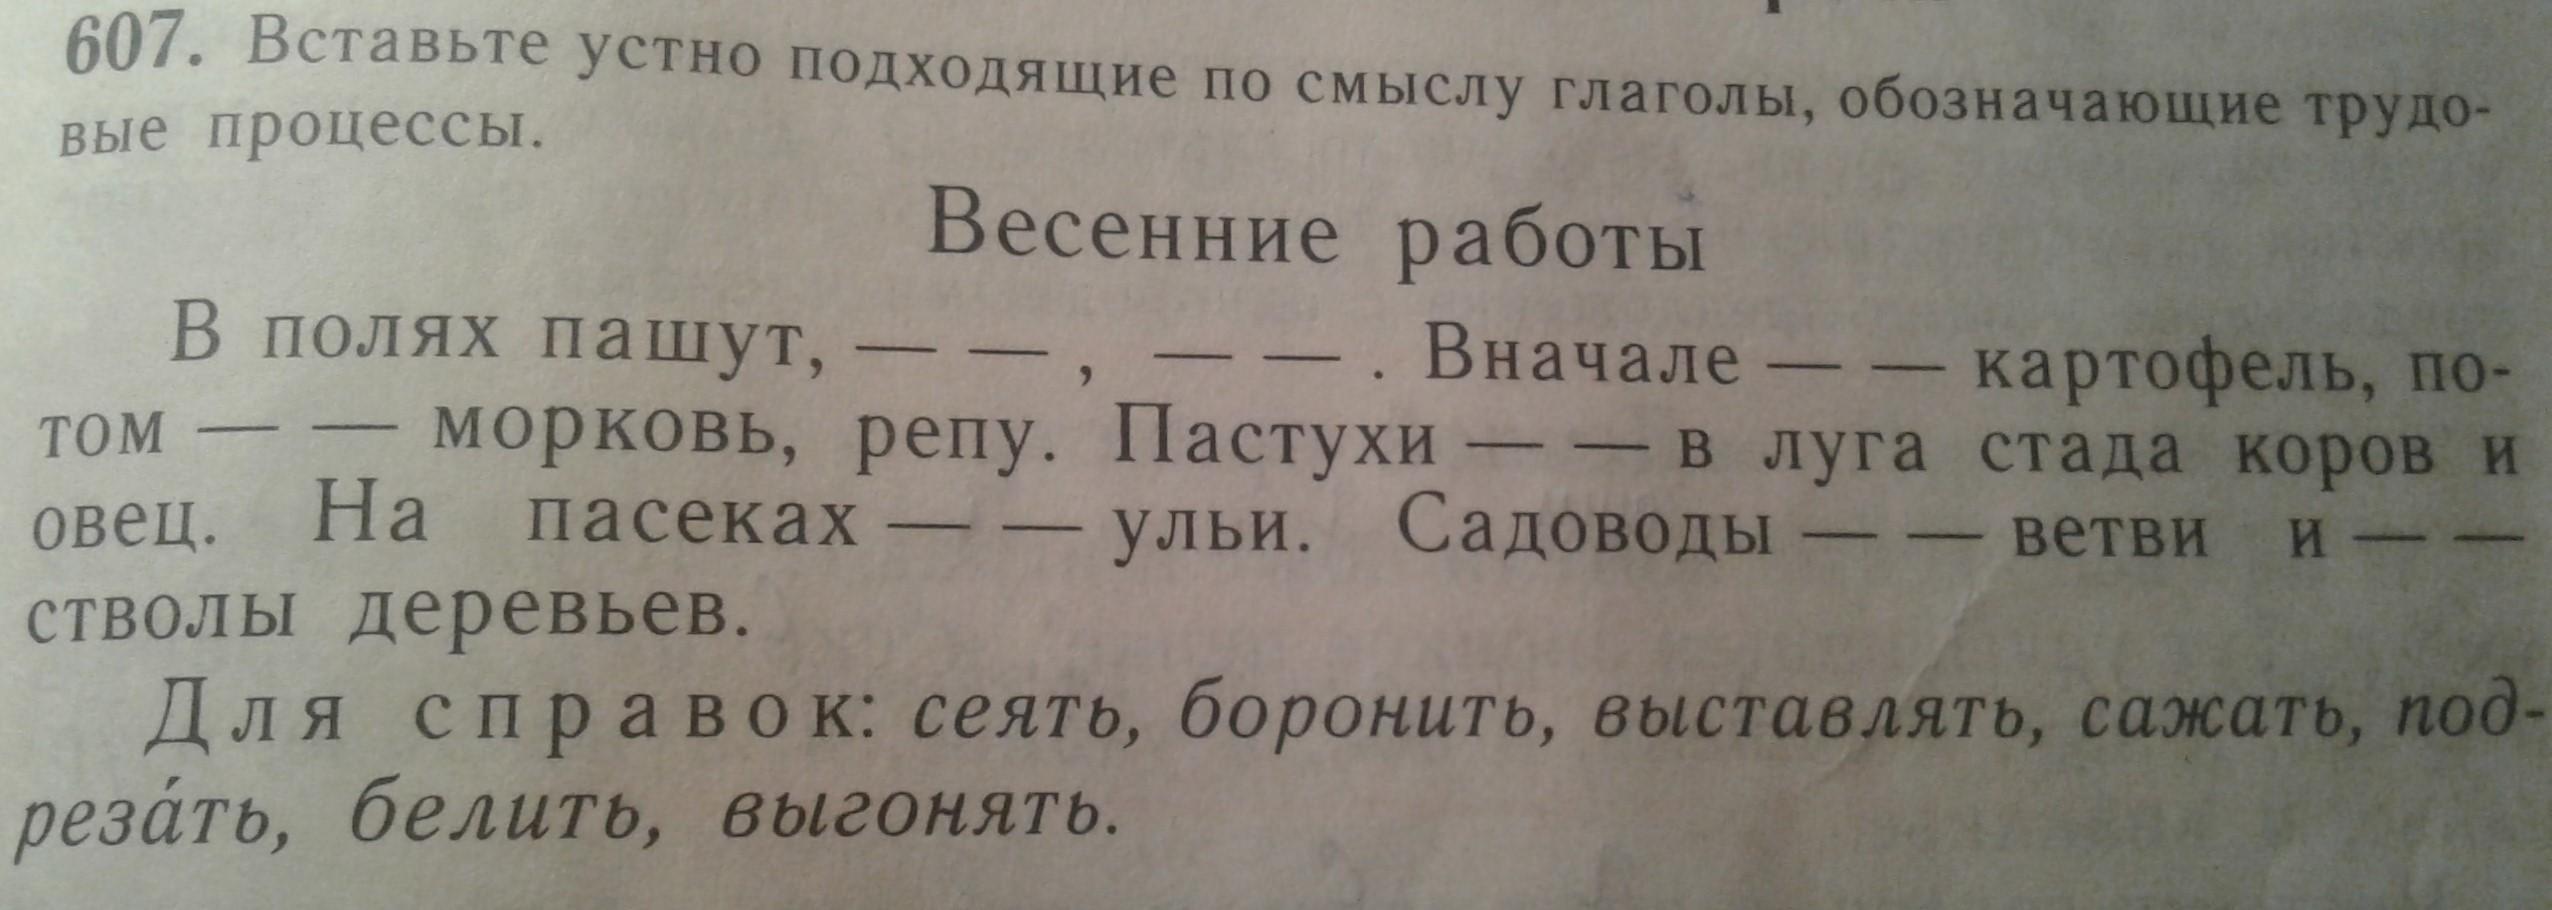 607. Вставьте устно подходящие по смыслу глаголы, обозначающие трудо-
вые процессы.
Весенние работы
В полях пашут, — — , — — . Вначале — — картофель, по-
том — — морковь, репу. Пастухи — — в луга стада коров и
овец. На пасеках — — ульи. Садоводы — — ветви и — —
стволы деревьев.
Для справок: сеять, боронить, выставлять, сажать, под-
реза́ть, белить, выгонять.